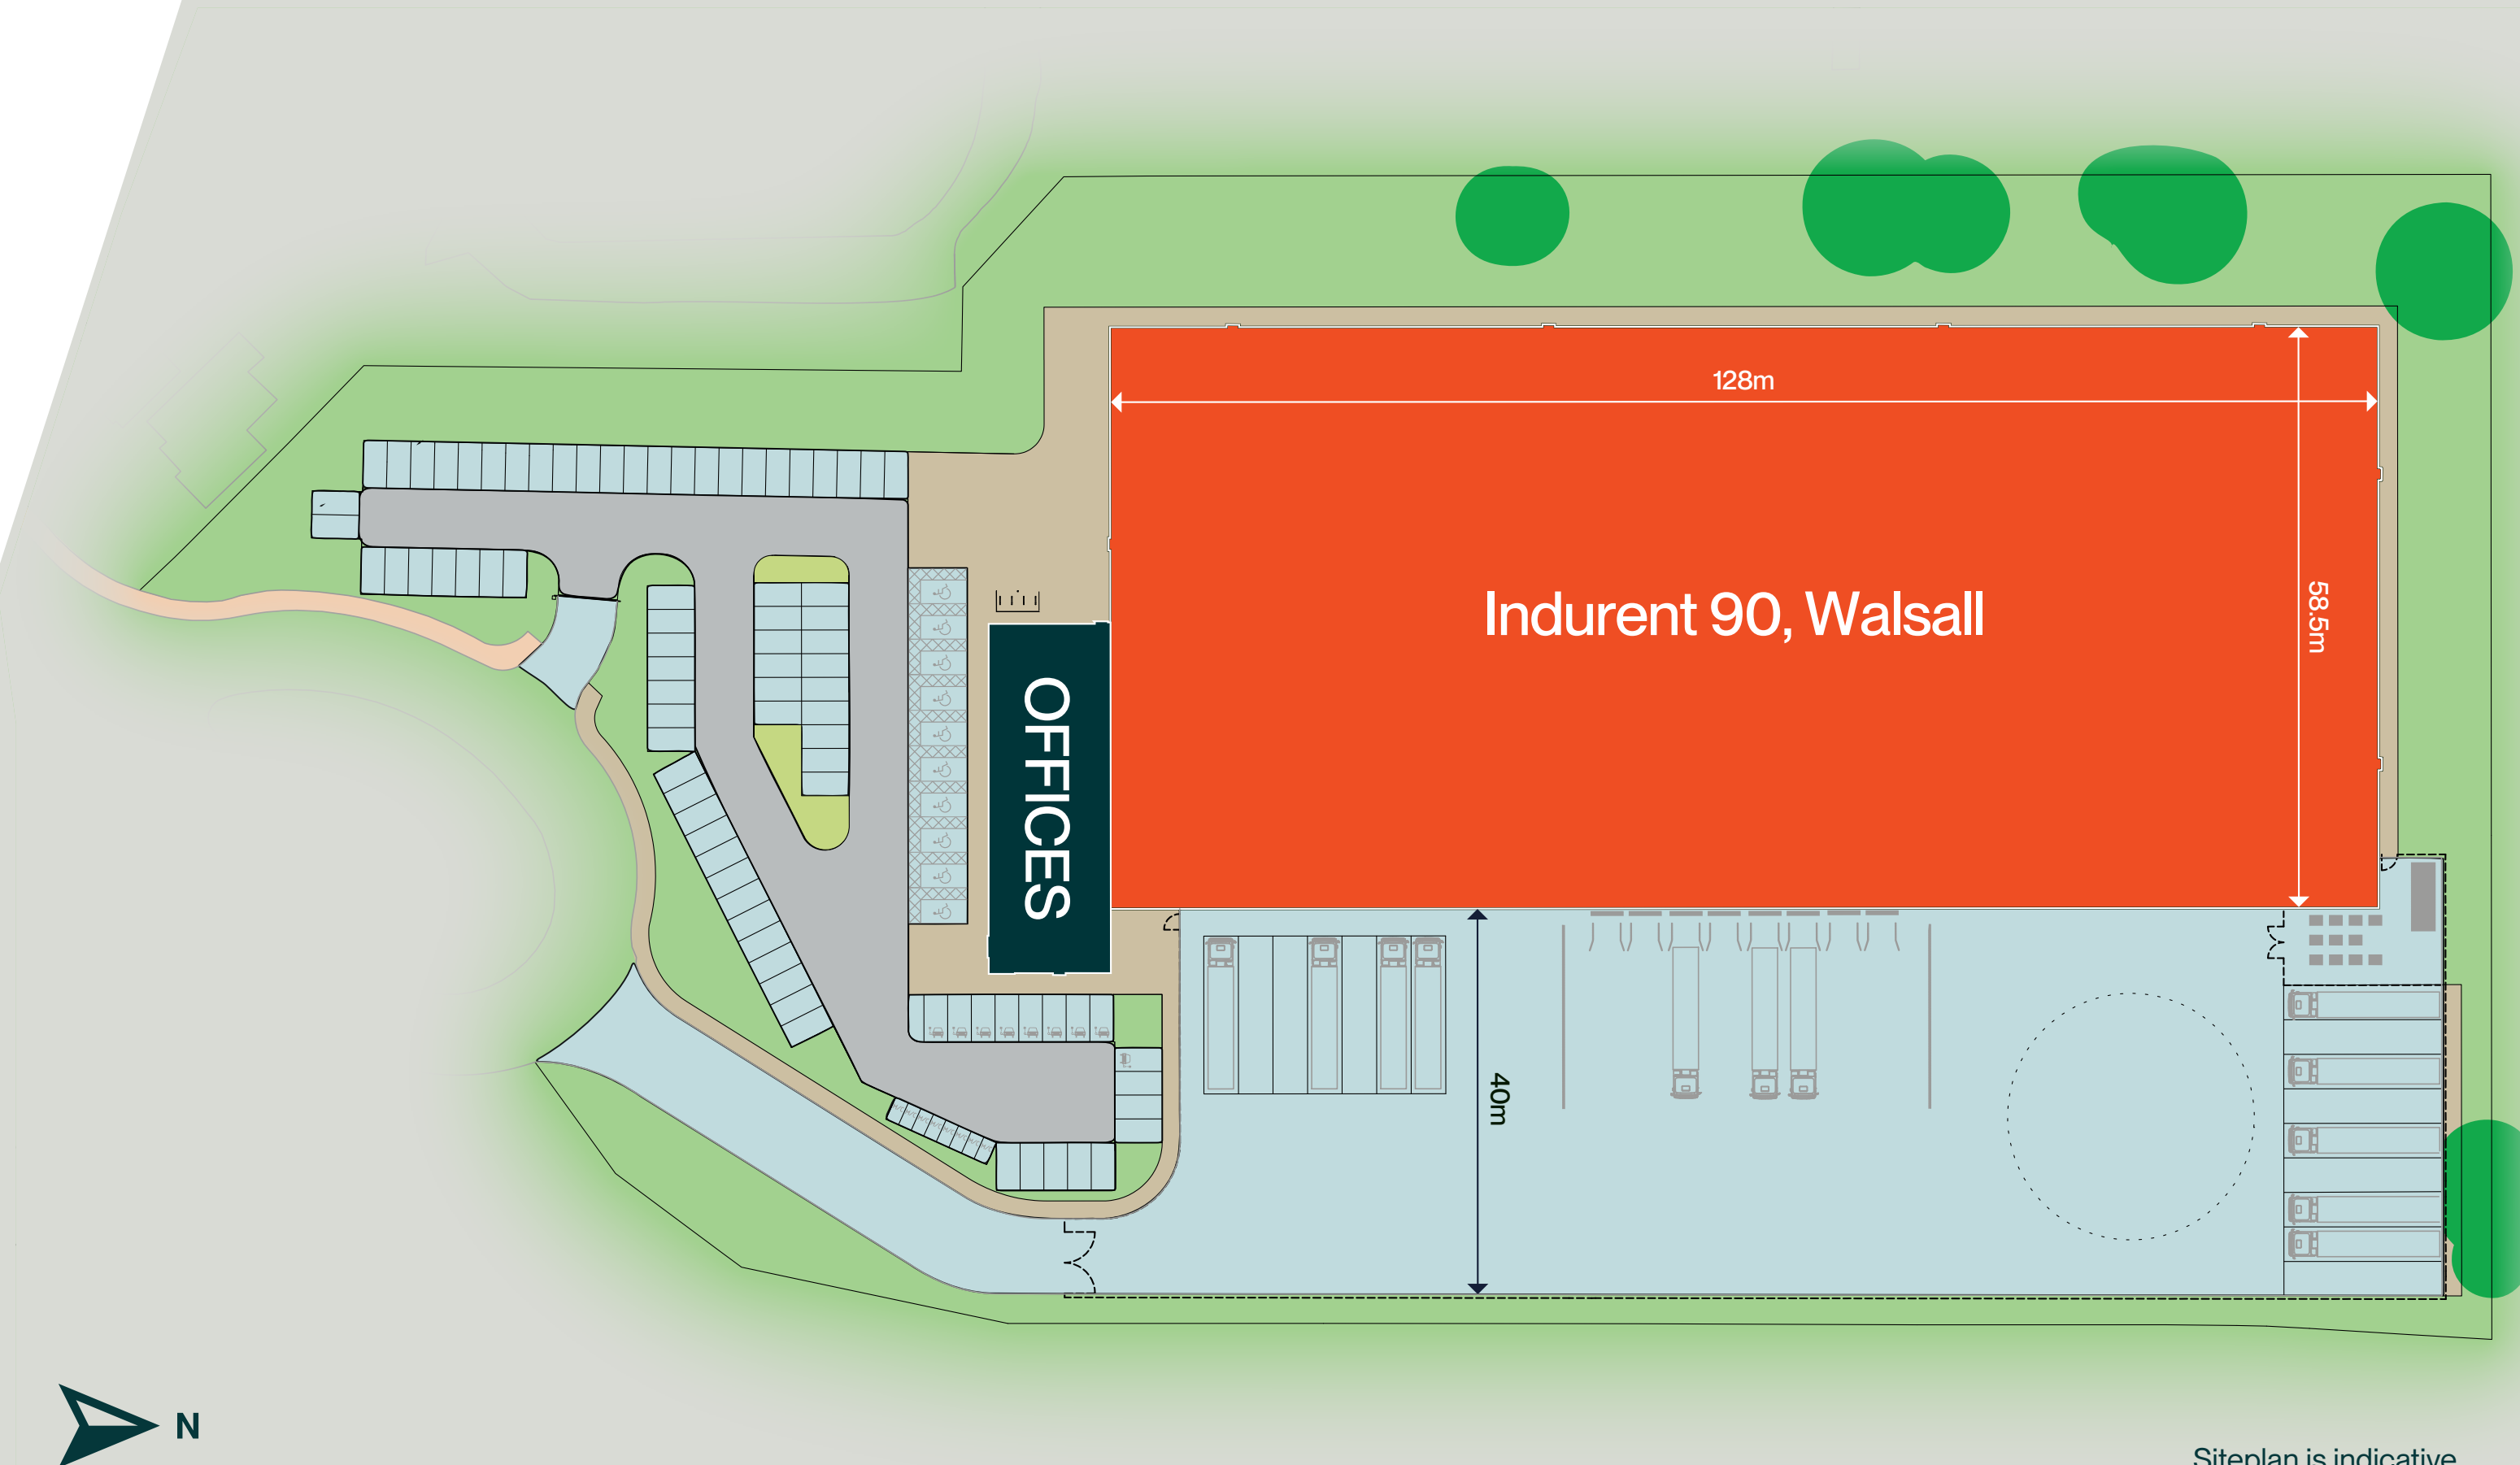 128m
Indurent 90, Walsall
58.5m
OFFICES
40m
N
Siteplan is indicative